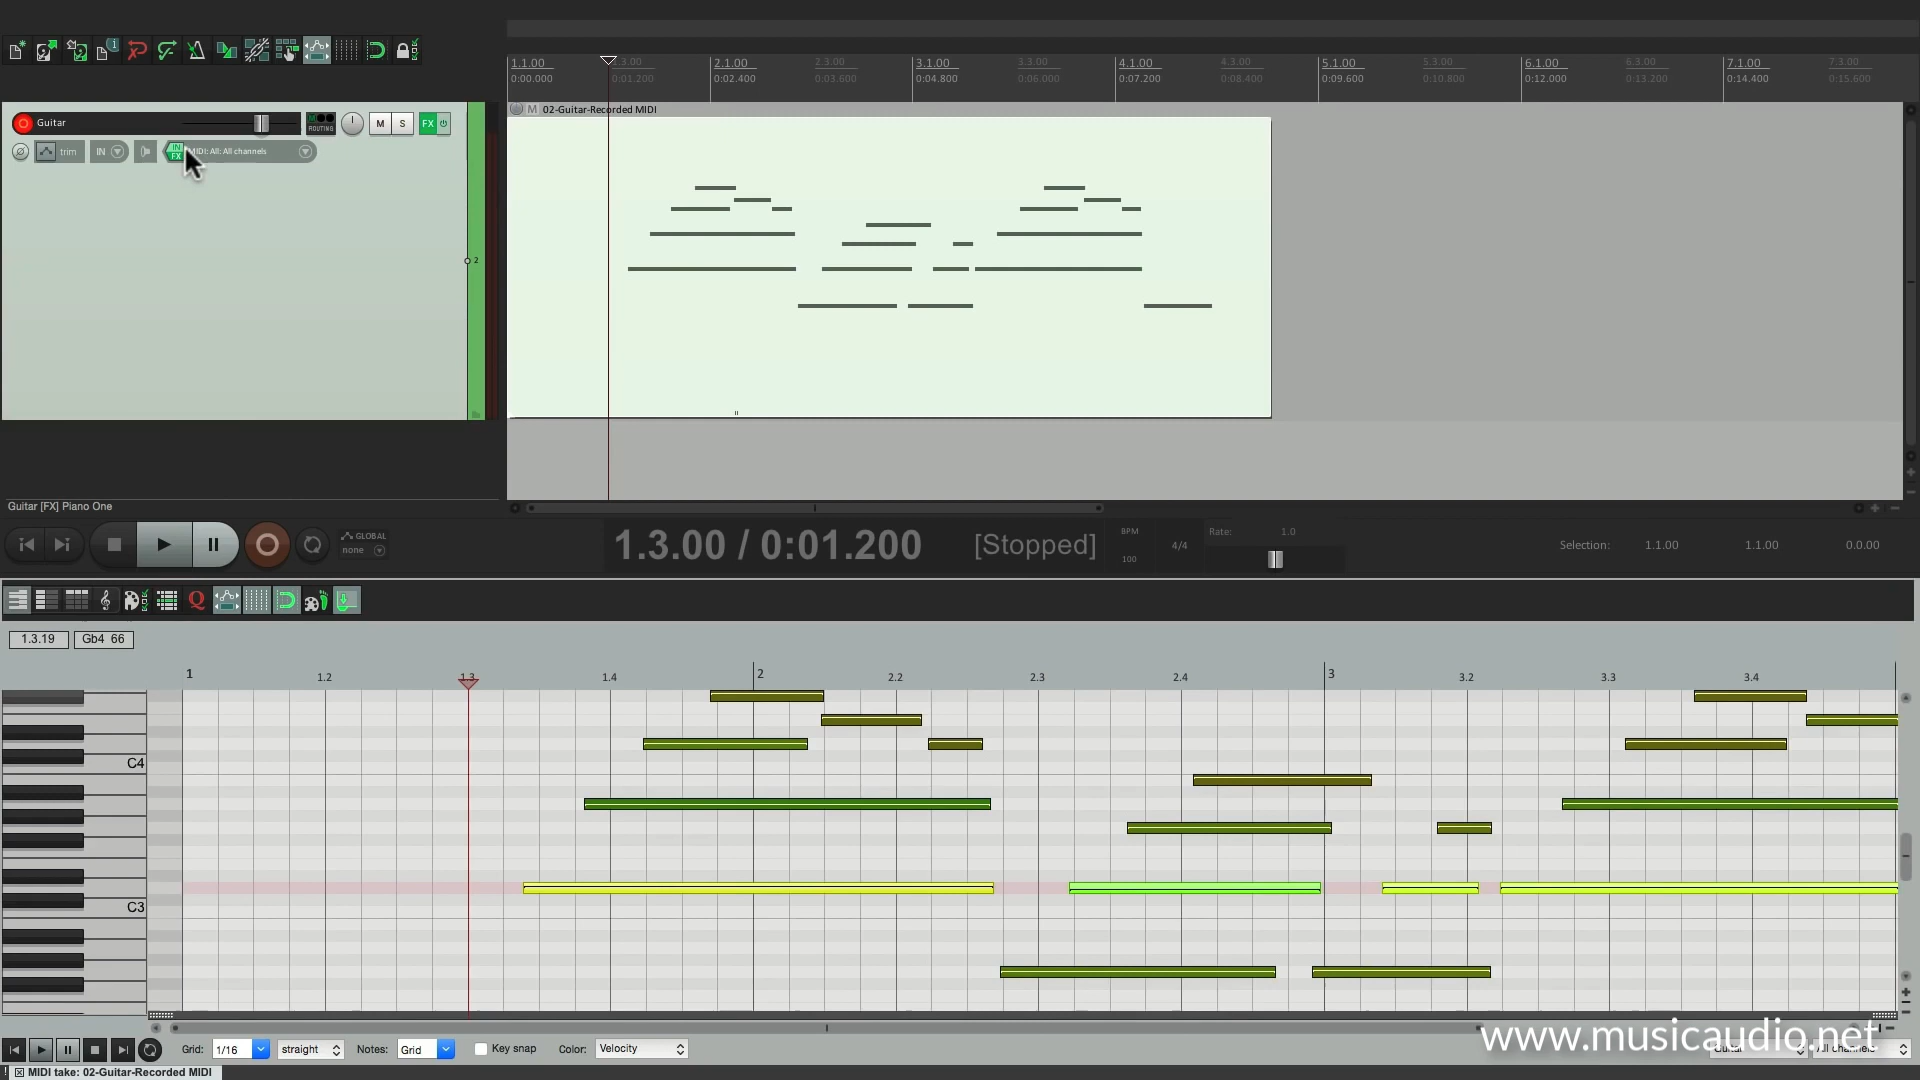 1.1.00 1.3.00 2.1.00 2.3.00 3.1.00 3.3.00 4.1.00 4.3.00 5.1.00 5.3.00 6.1.00 6.3.00 7.1.00 7.3.00
0:00.000 0:01.200 0:02.400 0:03.600 0:04.800 0:06.000 0:07.200 0:08.400 0:09.600 0:10.800 0:12.000 0:13.200 0:14.400 0:15.600
M 02-Guitar-Recorded MIDI
Guitar ROUTING M S FX
trim IN IN FX MIDI: All: All channels
2
Guitar [FX] Piano One
GLOBAL
none
1.3.00 / 0:01.200 [Stopped]
BPM
100
4/4
Rate: 1.0
Selection: 1.1.00 1.1.00 0.0.00
Q
1.3.19 Gb4 66
1 1.2 1.3 1.4 2 2.2 2.3 2.4 3 3.2 3.3 3.4
C4
C3
www.musicaudio.net
Grid: 1/16 straight Notes: Grid Key snap Color: Velocity Guitar All channels
! MIDI take: 02-Guitar-Recorded MIDI